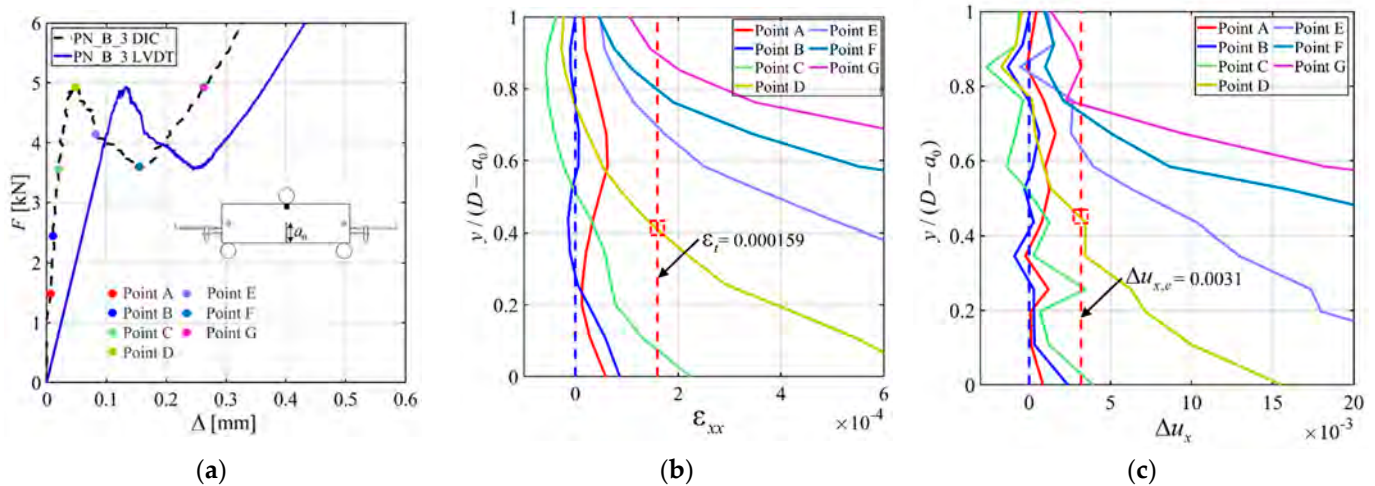 PN_B_3 DIC
PN_B_3 LVDT
6
5
4
3
2
1
0
F [kN]
a₀
Point A
Point B
Point C
Point D
Point E
Point F
Point G
0 0.1 0.2 0.3 0.4 0.5 0.6
Δ [mm]
(a)
1
0.8
0.6
0.4
0.2
0
y / (D − a₀)
Point A
Point B
Point C
Point D
Point E
Point F
Point G
εₜ = 0.000159
0 2 4 6
×10⁻⁴
εₓₓ
(b)
1
0.8
0.6
0.4
0.2
0
y / (D − a₀)
Point A
Point B
Point C
Point D
Point E
Point F
Point G
Δuₓ,ₑ = 0.0031
0 5 10 15 20
×10⁻³
Δuₓ
(c)